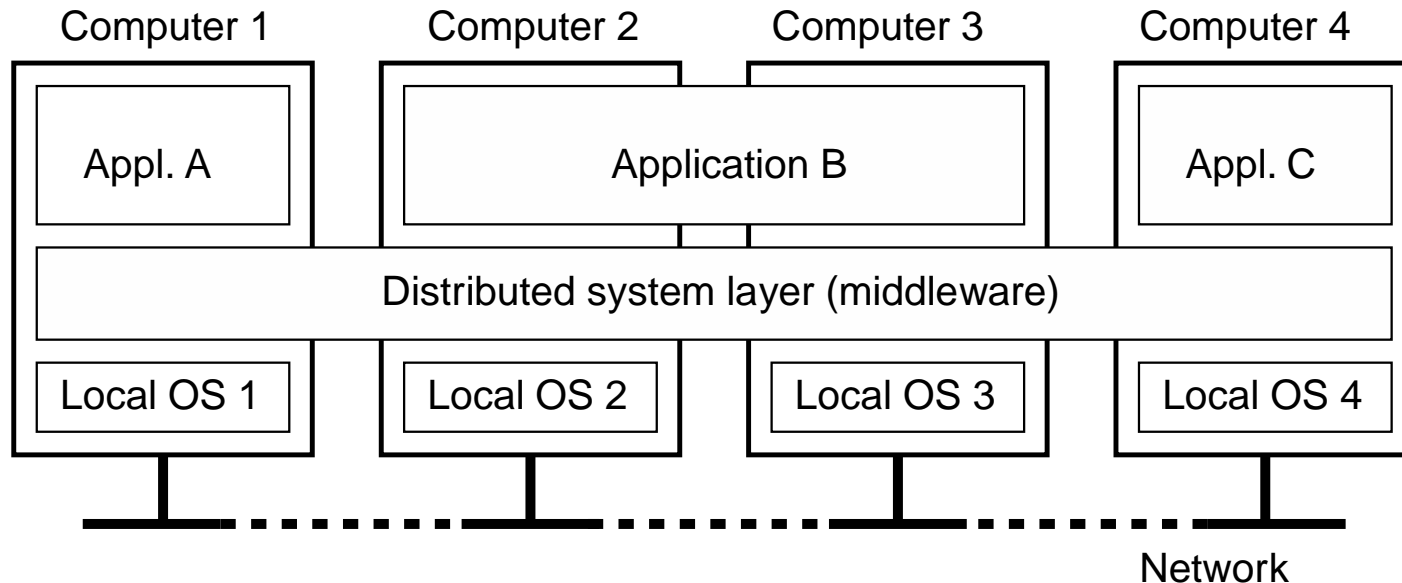 Computer 1
Computer 2
Computer 3
Computer 4
Appl. A
Application B
Appl. C
Distributed system layer (middleware)
Local OS 1
Local OS 2
Local OS 3
Local OS 4
Network